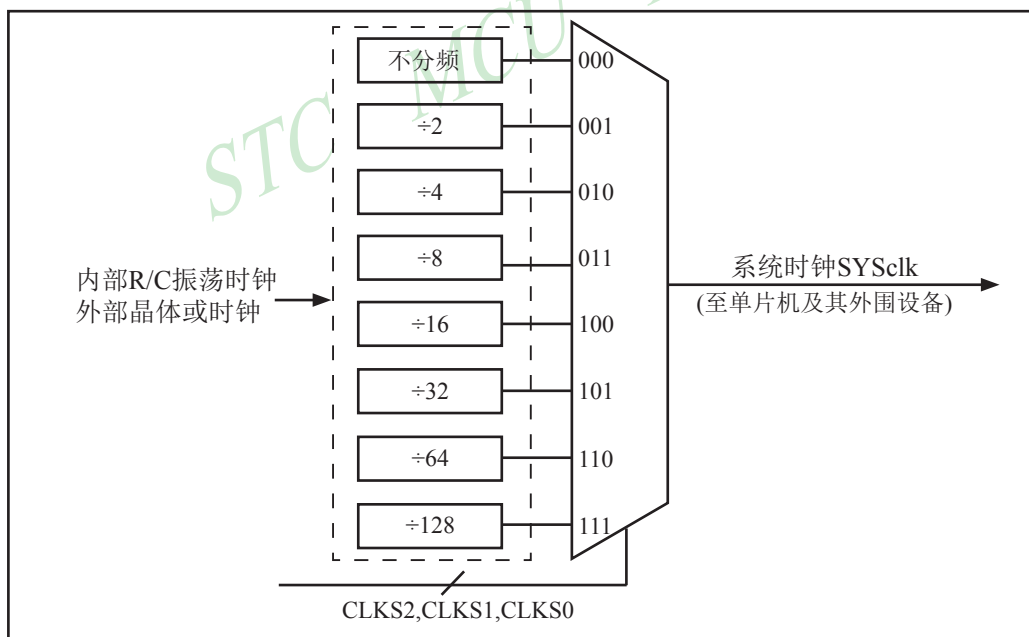 STC MCU
不分频
000
÷2
001
÷4
010
÷8
011
÷16
100
÷32
101
÷64
110
÷128
111
内部R/C振荡时钟
外部晶体或时钟
系统时钟SYSclk
(至单片机及其外围设备)
CLKS2,CLKS1,CLKS0